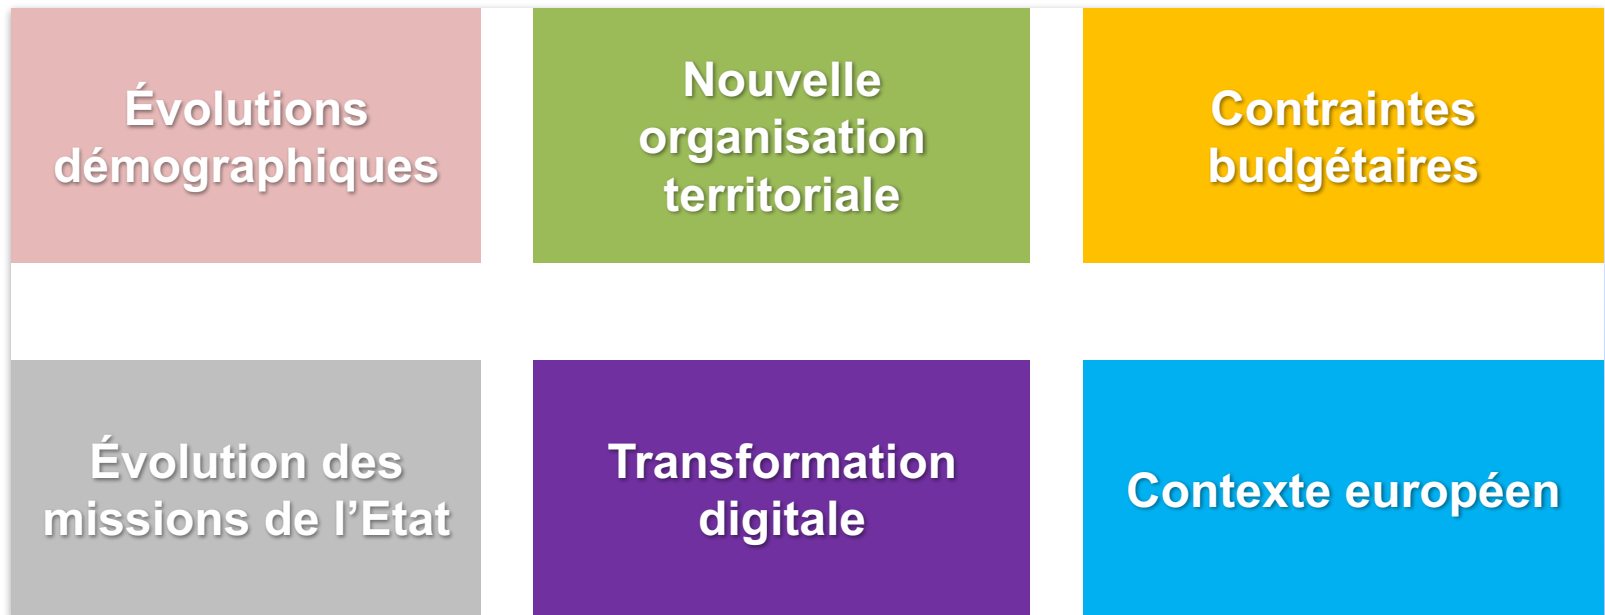 Évolutions
démographiques
Nouvelle
organisation
territoriale
Contraintes
budgétaires
Évolution des
missions de l’Etat
Transformation
digitale
Contexte européen